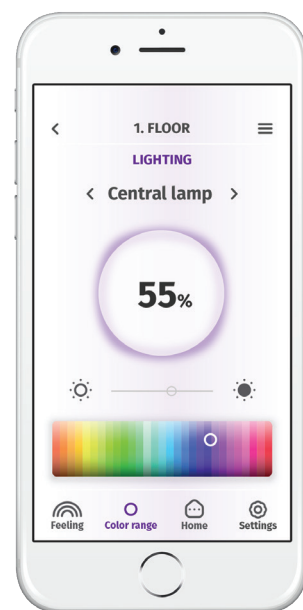 1. FLOOR
LIGHTING
Central lamp
55%
Feeling Color range Home Settings